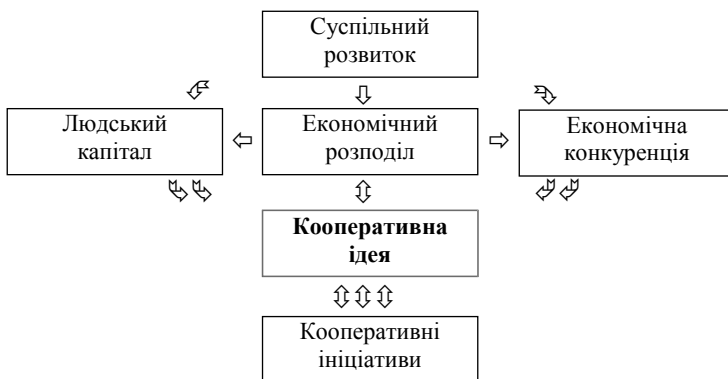 Суспільний
розвиток
Людський
капітал
Економічний
розподіл
Економічна
конкуренція
Кооперативна
ідея
Кооперативні
ініціативи